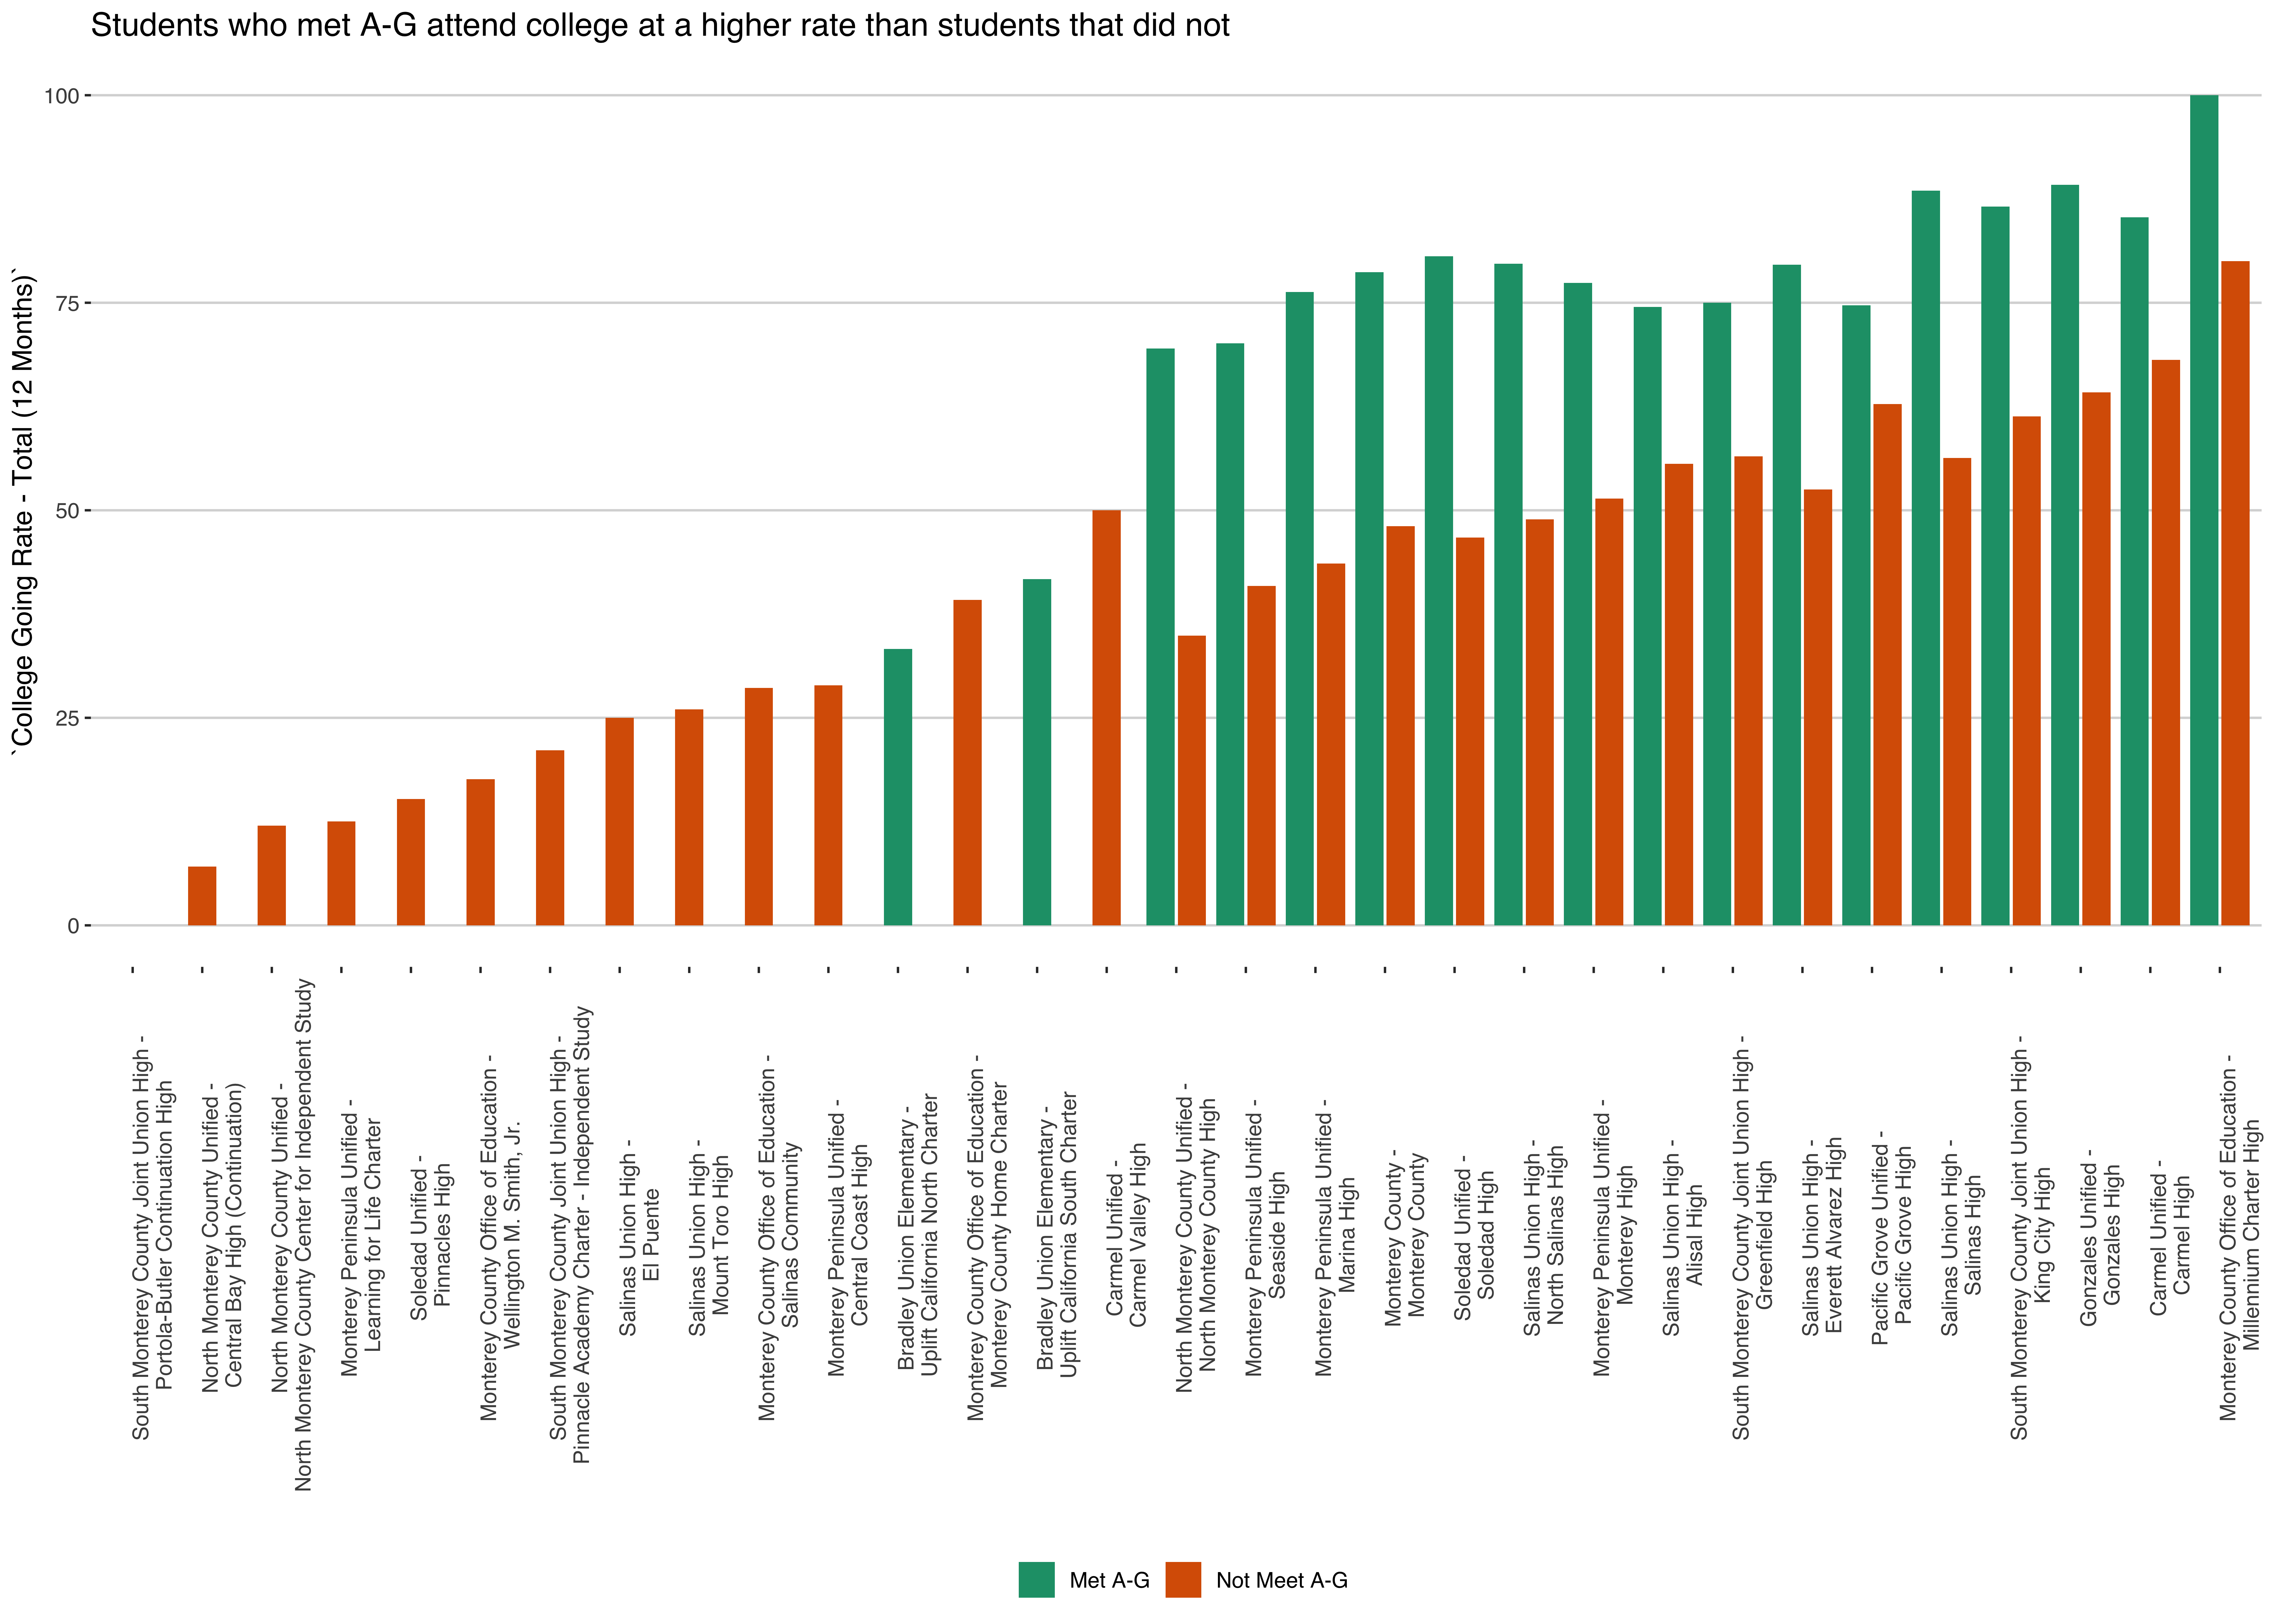 Students who met A-G attend college at a higher rate than students that did not
`College Going Rate - Total (12 Months)`
100
75
50
25
0
South Monterey County Joint Union High -
Portola-Butler Continuation High
North Monterey County Unified -
Central Bay High (Continuation)
North Monterey County Unified -
North Monterey County Center for Independent Study
Monterey Peninsula Unified -
Learning for Life Charter
Soledad Unified -
Pinnacles High
Monterey County Office of Education -
Wellington M. Smith, Jr.
South Monterey County Joint Union High -
Pinnacle Academy Charter - Independent Study
Salinas Union High -
El Puente
Salinas Union High -
Mount Toro High
Monterey County Office of Education -
Salinas Community
Monterey Peninsula Unified -
Central Coast High
Bradley Union Elementary -
Uplift California North Charter
Monterey County Office of Education -
Monterey County Home Charter
Bradley Union Elementary -
Uplift California South Charter
Carmel Unified -
Carmel Valley High
North Monterey County Unified -
North Monterey County High
Monterey Peninsula Unified -
Seaside High
Monterey Peninsula Unified -
Marina High
Monterey County -
Monterey County
Soledad Unified -
Soledad High
Salinas Union High -
North Salinas High
Monterey Peninsula Unified -
Monterey High
Salinas Union High -
Alisal High
South Monterey County Joint Union High -
Greenfield High
Salinas Union High -
Everett Alvarez High
Pacific Grove Unified -
Pacific Grove High
Salinas Union High -
Salinas High
South Monterey County Joint Union High -
King City High
Gonzales Unified -
Gonzales High
Carmel Unified -
Carmel High
Monterey County Office of Education -
Millennium Charter High
Met A-G
Not Meet A-G